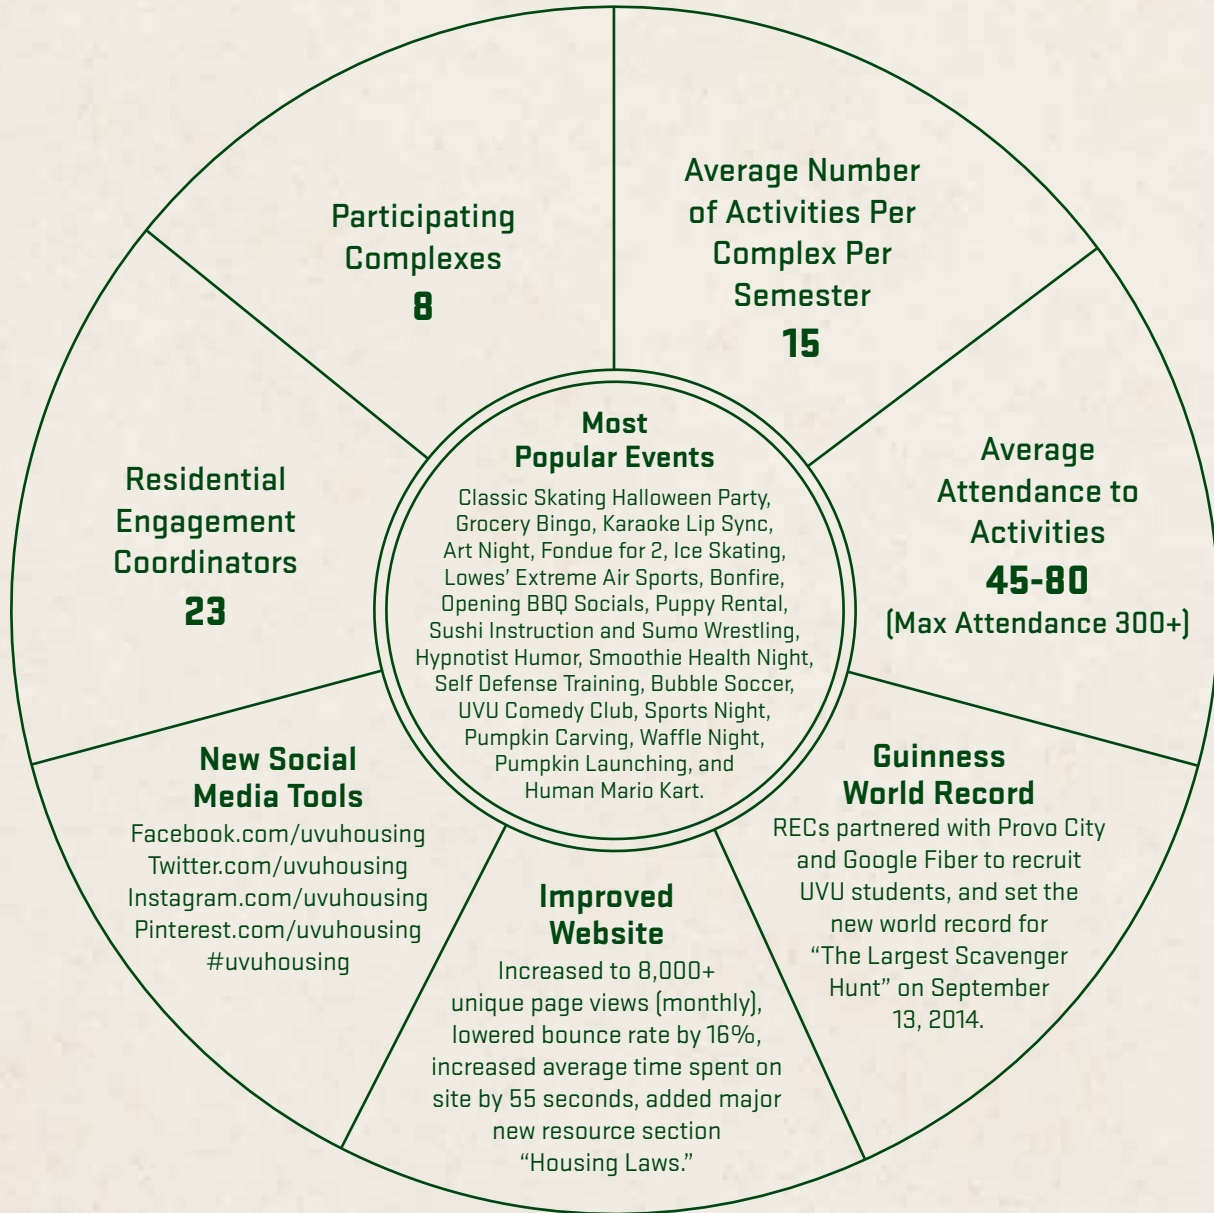 Participating
Complexes
8
Average Number
of Activities Per
Complex Per
Semester
15
Average
Attendance to
Activities
45-80
(Max Attendance 300+)
Guinness
World Record
RECs partnered with Provo City
and Google Fiber to recruit
UVU students, and set the
new world record for
“The Largest Scavenger
Hunt” on September
13, 2014.
Improved
Website
Increased to 8,000+
unique page views (monthly),
lowered bounce rate by 16%,
increased average time spent on
site by 55 seconds, added major
new resource section
“Housing Laws.”
New Social
Media Tools
Facebook.com/uvuhousing
Twitter.com/uvuhousing
Instagram.com/uvuhousing
Pinterest.com/uvuhousing
#uvuhousing
Residential
Engagement
Coordinators
23
Most
Popular Events
Classic Skating Halloween Party,
Grocery Bingo, Karaoke Lip Sync,
Art Night, Fondue for 2, Ice Skating,
Lowes’ Extreme Air Sports, Bonfire,
Opening BBQ Socials, Puppy Rental,
Sushi Instruction and Sumo Wrestling,
Hypnotist Humor, Smoothie Health Night,
Self Defense Training, Bubble Soccer,
UVU Comedy Club, Sports Night,
Pumpkin Carving, Waffle Night,
Pumpkin Launching, and
Human Mario Kart.